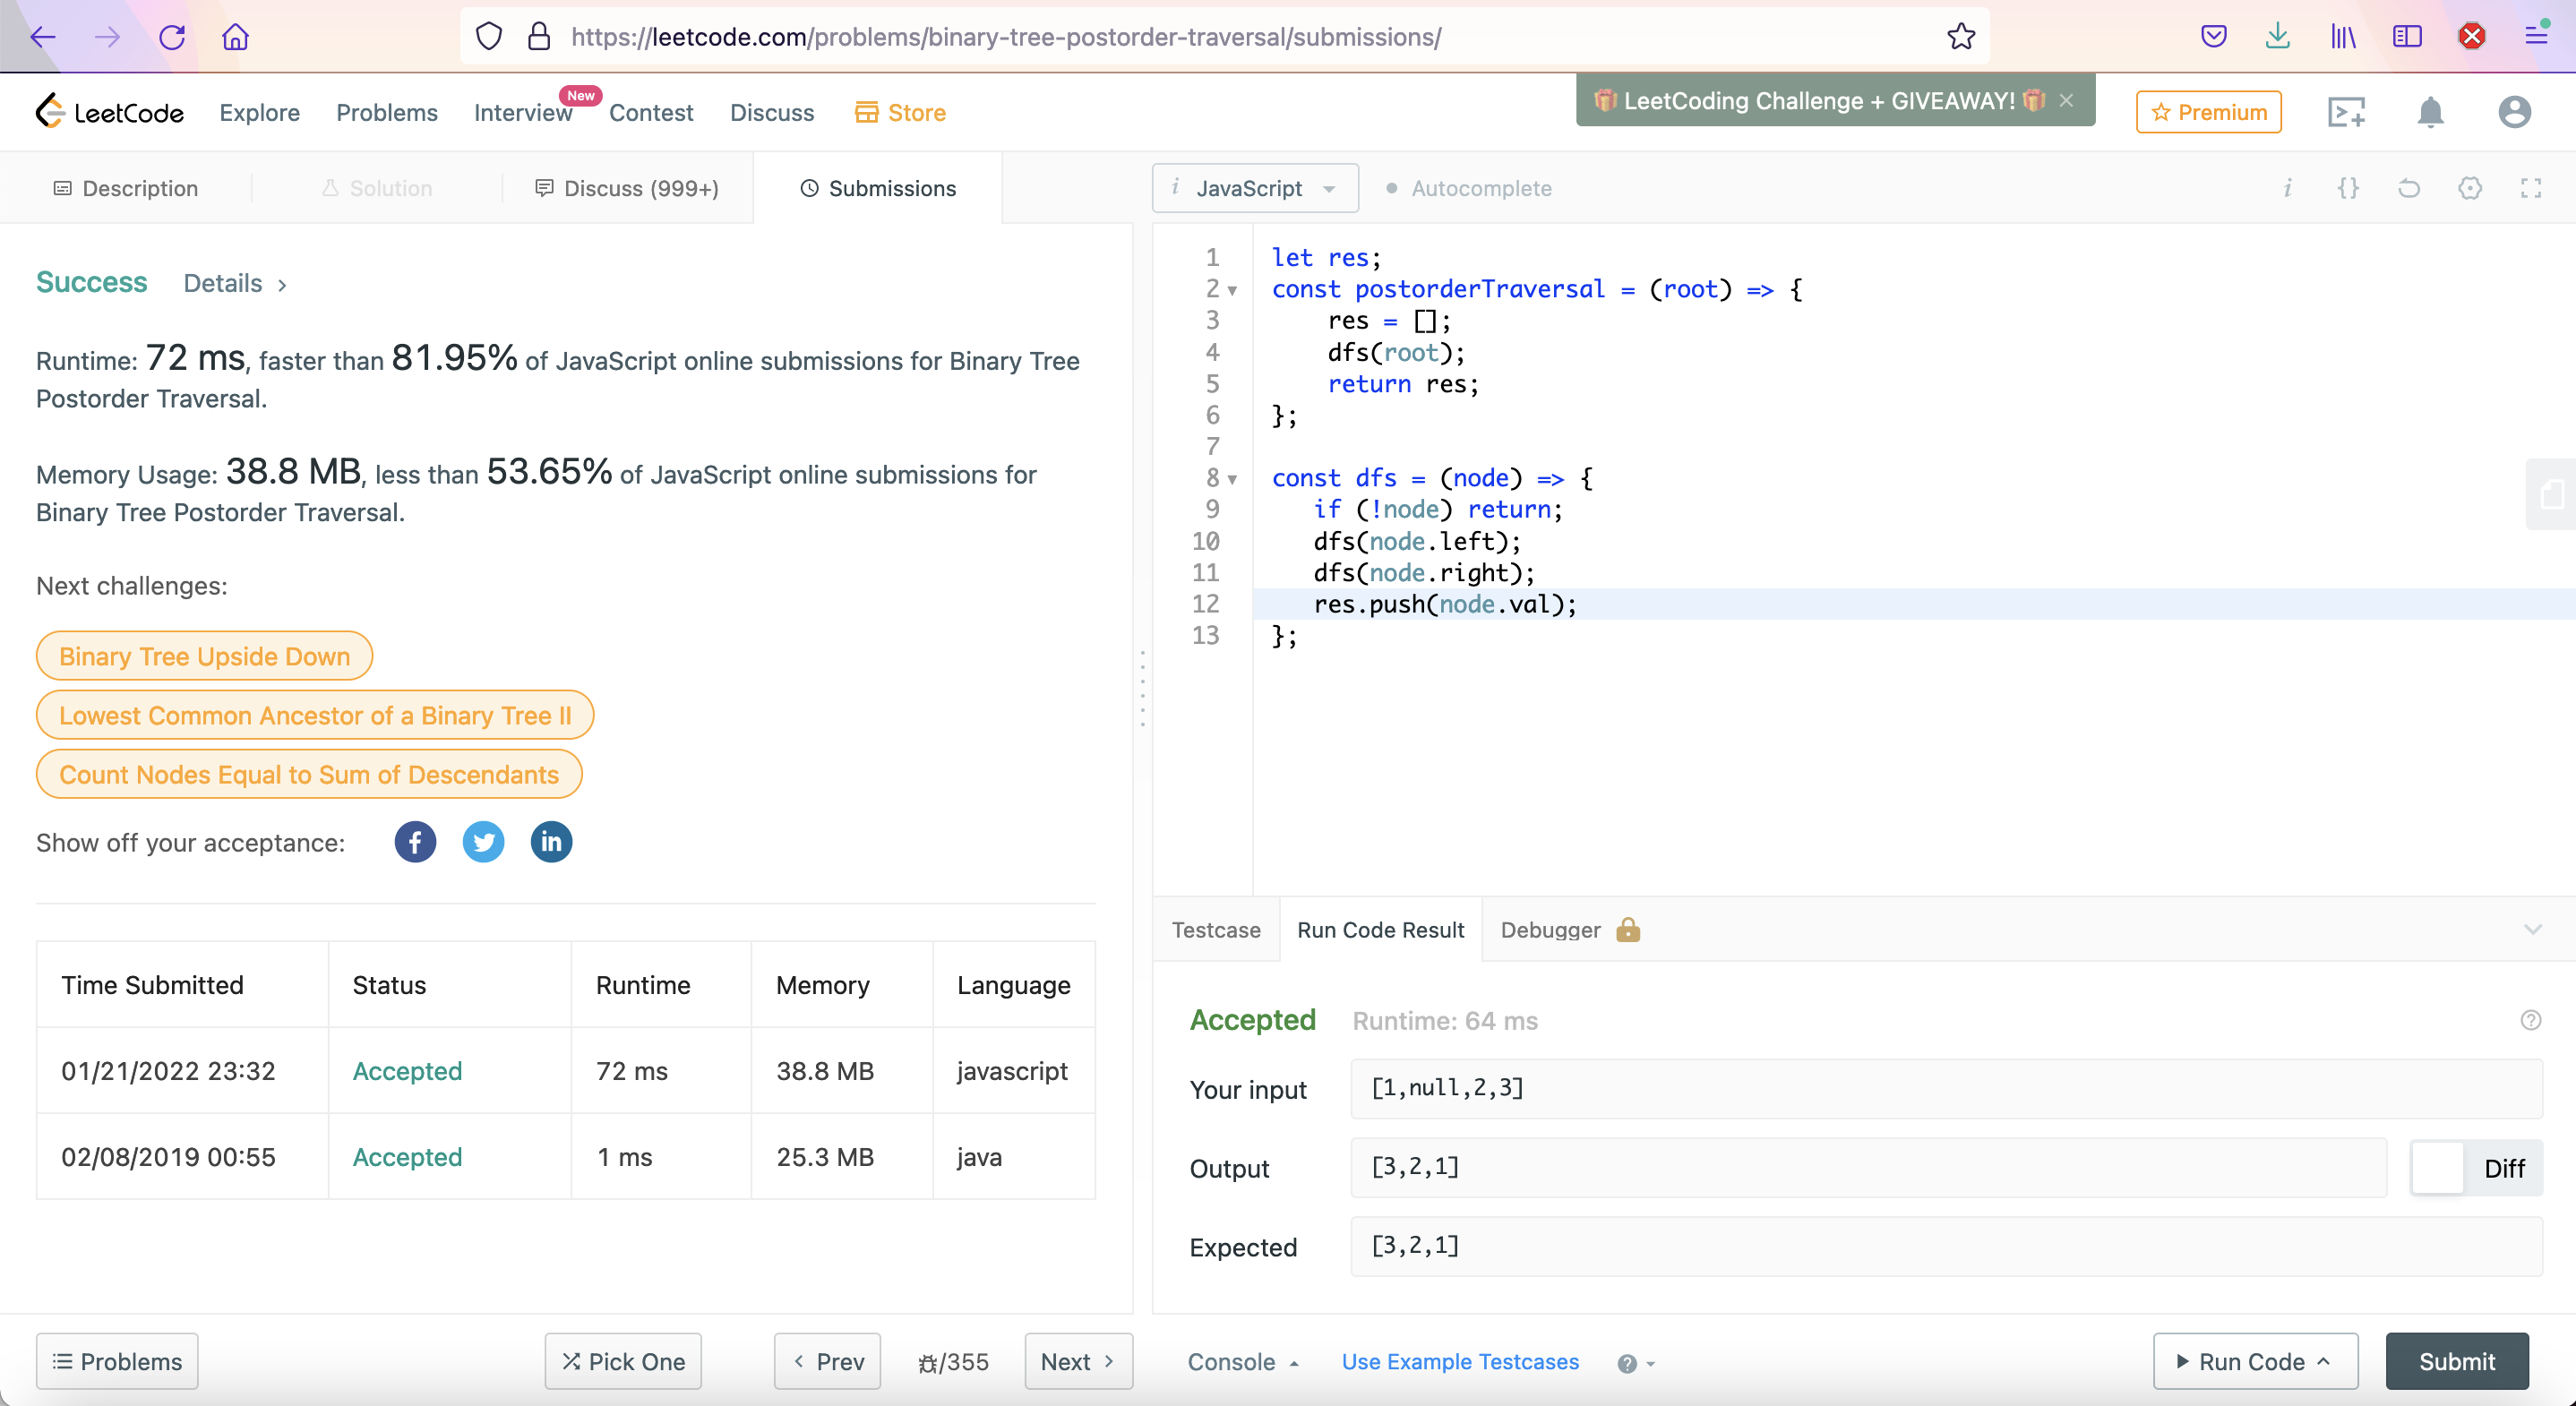 https://leetcode.com/problems/binary-tree-postorder-traversal/submissions/
LeetCode Explore Problems Interview New Contest Discuss Store
🎁 LeetCoding Challenge + GIVEAWAY! 🎁 ×
Premium
Description Solution Discuss (999+) Submissions
i JavaScript Autocomplete
Success Details >
Runtime: 72 ms, faster than 81.95% of JavaScript online submissions for Binary Tree
Postorder Traversal.
Memory Usage: 38.8 MB, less than 53.65% of JavaScript online submissions for
Binary Tree Postorder Traversal.
Next challenges:
Binary Tree Upside Down
Lowest Common Ancestor of a Binary Tree II
Count Nodes Equal to Sum of Descendants
Show off your acceptance:
Time Submitted Status Runtime Memory Language
01/21/2022 23:32 Accepted 72 ms 38.8 MB javascript
02/08/2019 00:55 Accepted 1 ms 25.3 MB java
1 let res;
2 const postorderTraversal = (root) => {
3     res = [];
4     dfs(root);
5     return res;
6 };
7
8 const dfs = (node) => {
9    if (!node) return;
10    dfs(node.left);
11    dfs(node.right);
12    res.push(node.val);
13 };
Testcase Run Code Result Debugger
Accepted Runtime: 64 ms
Your input [1,null,2,3]
Output [3,2,1] Diff
Expected [3,2,1]
Problems Pick One < Prev /355 Next >
Console Use Example Testcases
Run Code Submit